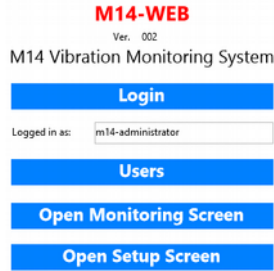 M14-WEB
Ver. 002
M14 Vibration Monitoring System
Login
Logged in as: m14-administrator
Users
Open Monitoring Screen
Open Setup Screen